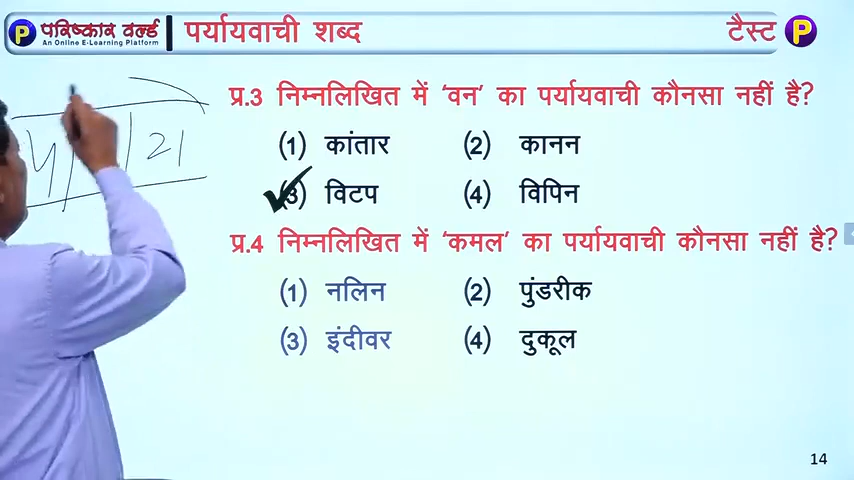 P परिष्कार वर्ल्ड पर्यायवाची शब्द टैस्ट P
An Online E-Learning Platform
प्र.3 निम्नलिखित में ‘वन’ का पर्यायवाची कौनसा नहीं है?
(1) कांतार (2) कानन
(3) विटप (4) विपिन
प्र.4 निम्नलिखित में ‘कमल’ का पर्यायवाची कौनसा नहीं है?
(1) नलिन (2) पुंडरीक
(3) इंदीवर (4) दुकूल
14